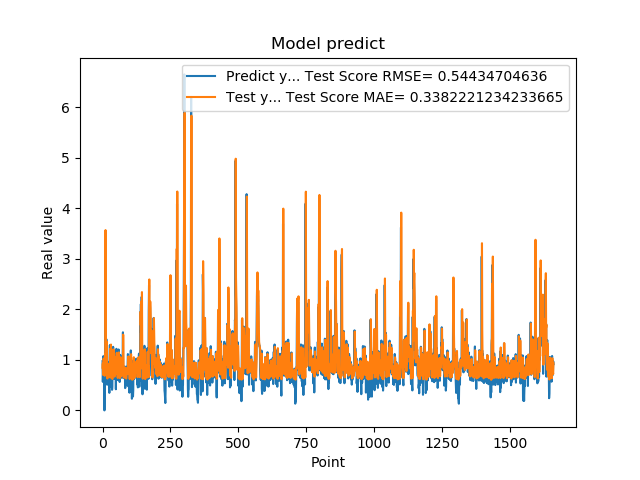 Model predict
Predict y... Test Score RMSE= 0.54434704636
Test y... Test Score MAE= 0.3382221234233665
Real value
6
5
4
3
2
1
0
0 250 500 750 1000 1250 1500
Point